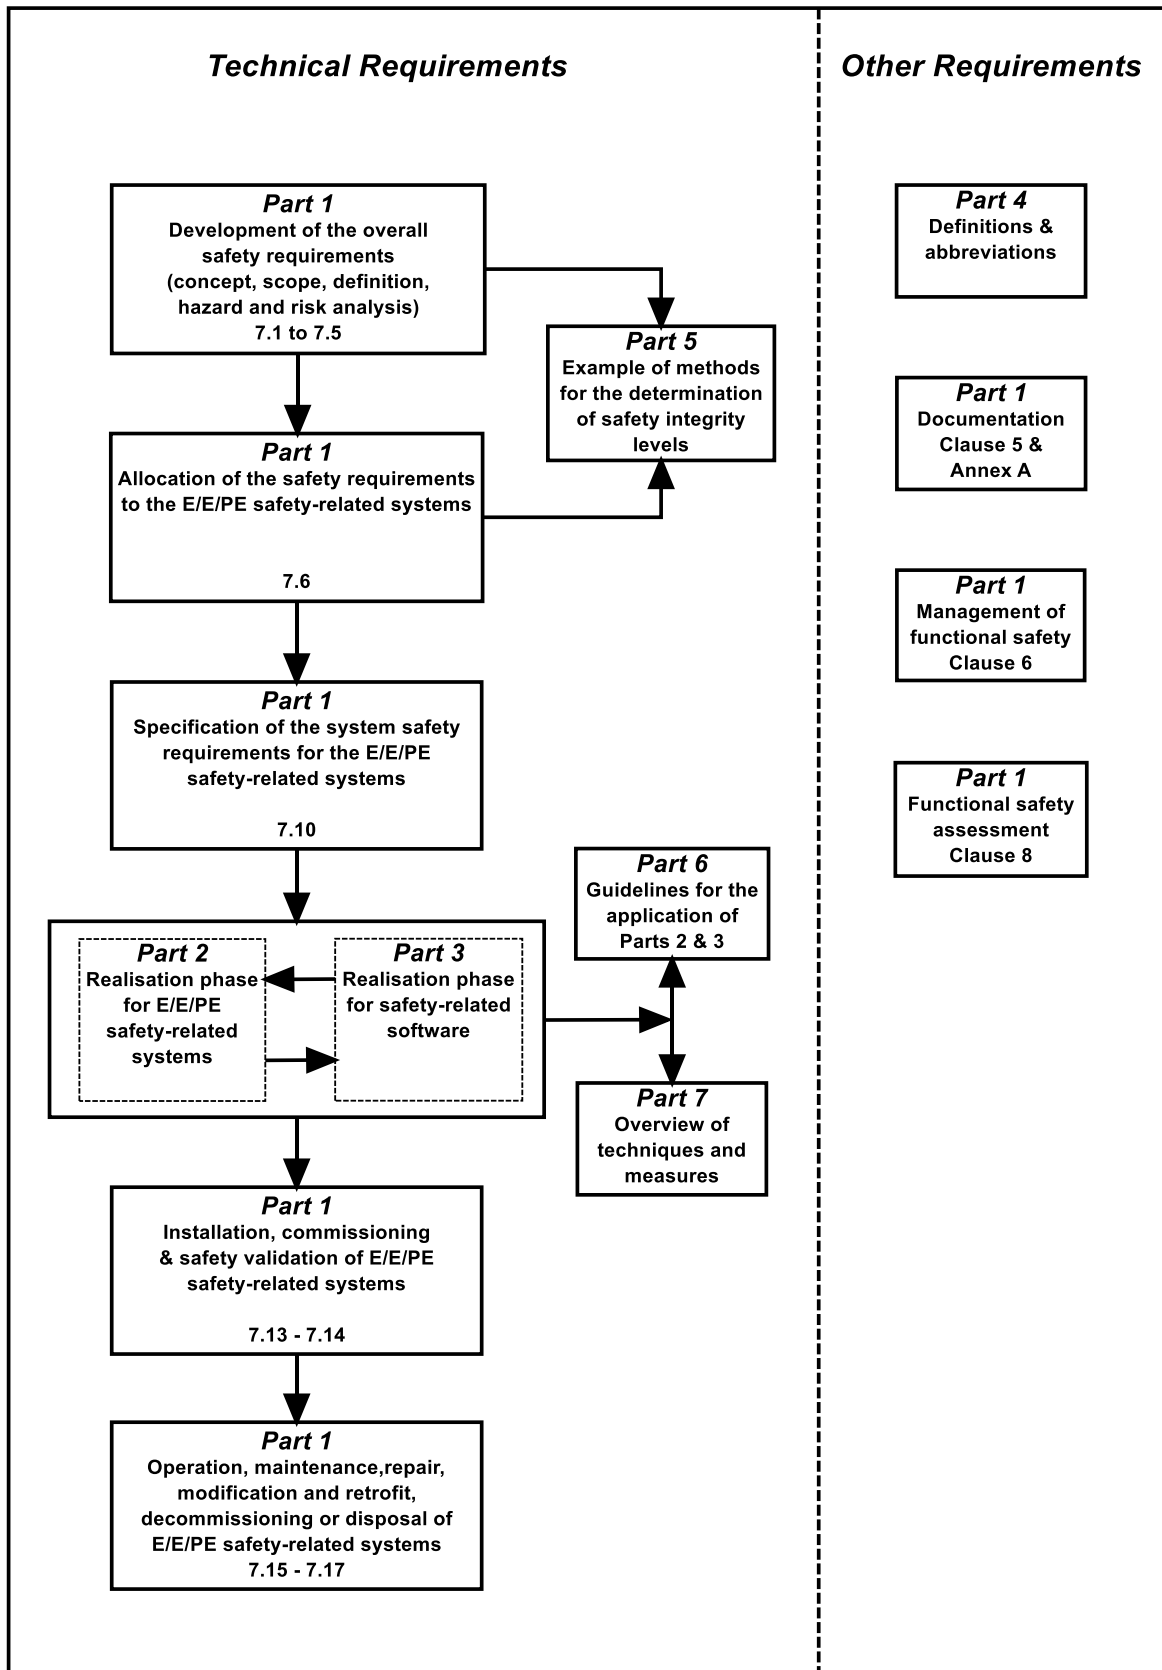 Technical Requirements
Other Requirements
Part 1
Development of the overall
safety requirements
(concept, scope, definition,
hazard and risk analysis)
7.1 to 7.5
Part 5
Example of methods
for the determination
of safety integrity
levels
Part 1
Allocation of the safety requirements
to the E/E/PE safety-related systems
7.6
Part 1
Specification of the system safety
requirements for the E/E/PE
safety-related systems
7.10
Part 2
Realisation phase
for E/E/PE
safety-related
systems
Part 3
Realisation phase
for safety-related
software
Part 6
Guidelines for the
application of
Parts 2 & 3
Part 7
Overview of
techniques and
measures
Part 1
Installation, commissioning
& safety validation of E/E/PE
safety-related systems
7.13 - 7.14
Part 1
Operation, maintenance,repair,
modification and retrofit,
decommissioning or disposal of
E/E/PE safety-related systems
7.15 - 7.17
Part 4
Definitions &
abbreviations
Part 1
Documentation
Clause 5 &
Annex A
Part 1
Management of
functional safety
Clause 6
Part 1
Functional safety
assessment
Clause 8